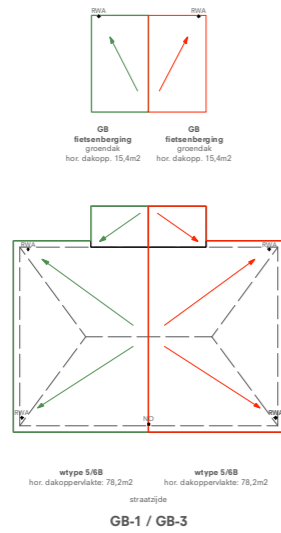 RWA RWA
GB GB
fietsenberging fietsenberging
groendak groendak
hor. dakopp. 15,4m2 hor. dakopp. 15,4m2
RWA RWA
RWA RWA
NO
wtype 5/6B wtype 5/6B
hor. dakoppervlakte: 78,2m2 hor. dakoppervlakte: 78,2m2
straatzijde
GB-1 / GB-3